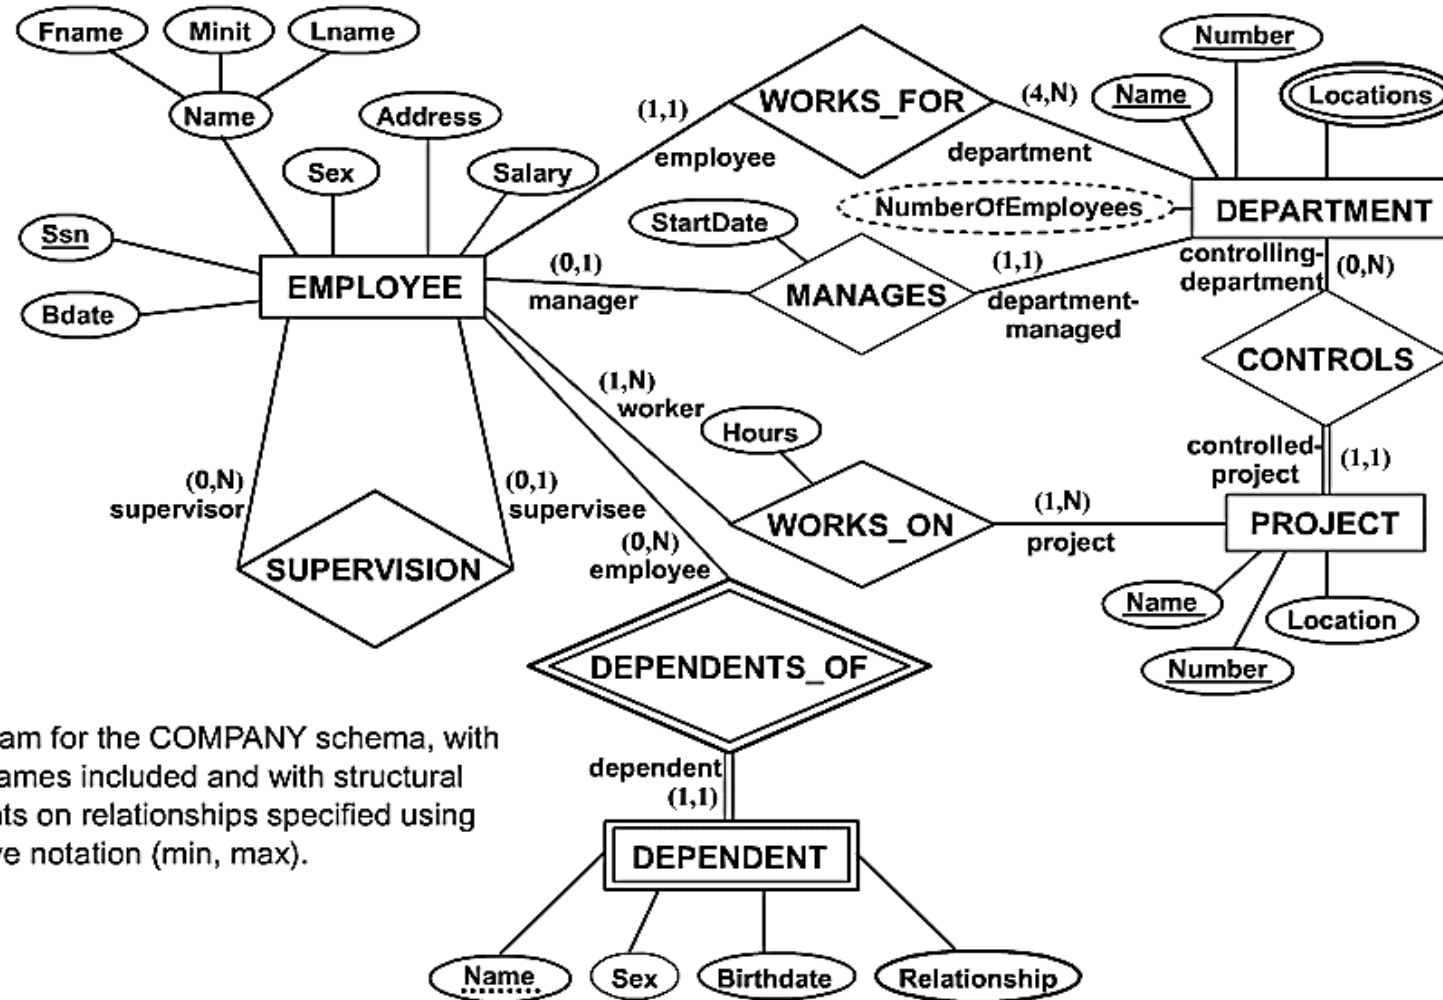 Fname
Minit
Lname
Name
Address
Sex
Salary
Ssn
Bdate
EMPLOYEE
(1,1)
employee
WORKS_FOR
(4,N)
department
Number
Name
Locations
NumberOfEmployees
DEPARTMENT
StartDate
(0,1)
manager
MANAGES
(1,1)
department-
managed
controlling-
department
(0,N)
CONTROLS
controlled-
project
(1,1)
PROJECT
Name
Number
Location
(1,N)
worker
Hours
WORKS_ON
(1,N)
project
(0,N)
supervisor
(0,1)
supervisee
SUPERVISION
(0,N)
employee
DEPENDENTS_OF
dependent
(1,1)
DEPENDENT
Name
Sex
Birthdate
Relationship
am for the COMPANY schema, with
ames included and with structural
nts on relationships specified using
ve notation (min, max).